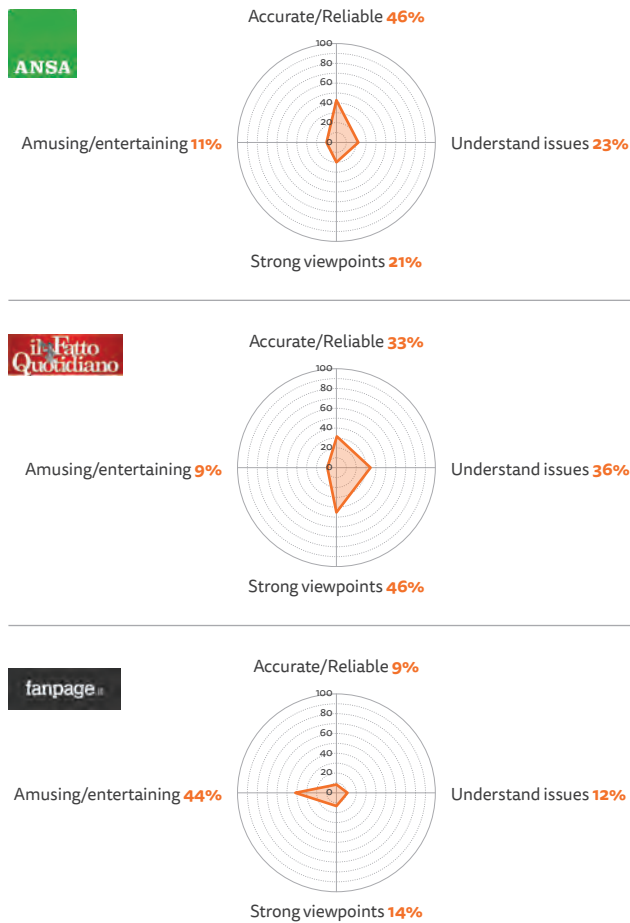 Accurate/Reliable 46%
ANSA
100
80
60
40
20
0
Amusing/entertaining 11%
Understand issues 23%
Strong viewpoints 21%
il Fatto
Quotidiano
Accurate/Reliable 33%
100
80
60
40
20
0
Amusing/entertaining 9%
Understand issues 36%
Strong viewpoints 46%
fanpage.it
Accurate/Reliable 9%
100
80
60
40
20
0
Amusing/entertaining 44%
Understand issues 12%
Strong viewpoints 14%